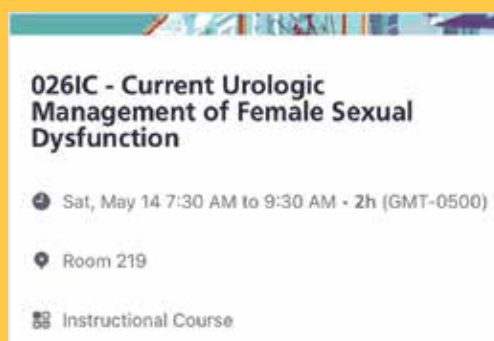 026IC - Current Urologic
Management of Female Sexual
Dysfunction
Sat, May 14 7:30 AM to 9:30 AM • 2h (GMT-0500)
Room 219
Instructional Course